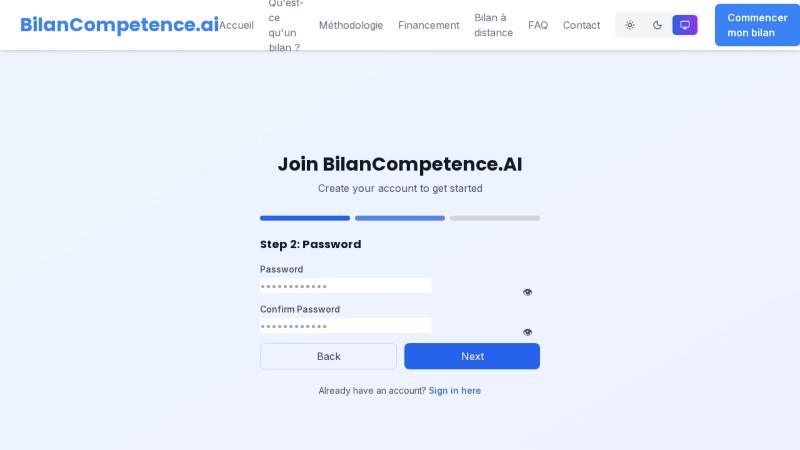 BilanCompetence.ai
Accueil
Qu'est-
ce
qu'un
bilan ?
Méthodologie
Financement
Bilan à
distance
FAQ
Contact
Commencer
mon bilan
Join BilanCompetence.AI
Create your account to get started
Step 2: Password
Password
••••••••••••
Confirm Password
••••••••••••
Back
Next
Already have an account? Sign in here